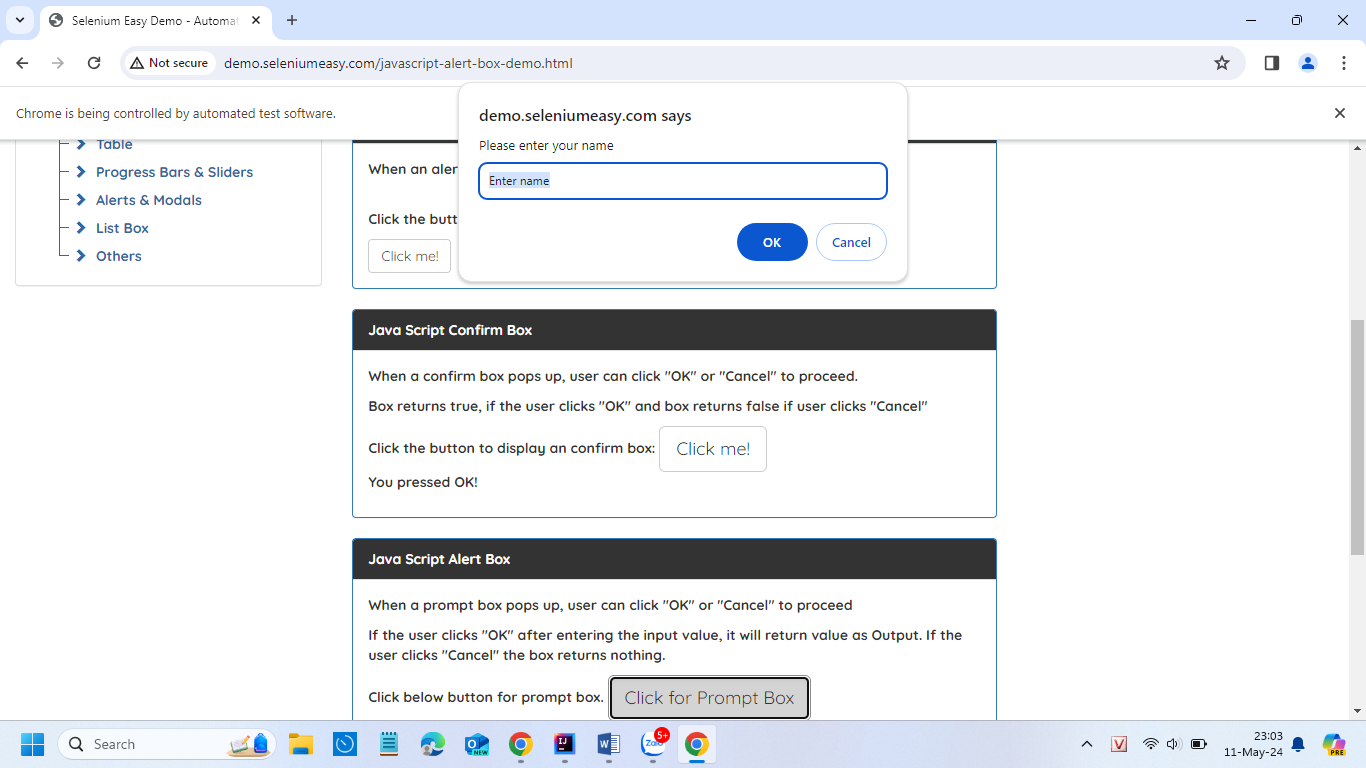 Selenium Easy Demo - Automat
Not secure
demo.seleniumeasy.com/javascript-alert-box-demo.html
Chrome is being controlled by automated test software.
demo.seleniumeasy.com says
Please enter your name
Enter name
OK
Cancel
Table
Progress Bars & Sliders
Alerts & Modals
List Box
Others
When an aler
Click the butt
Click me!
Java Script Confirm Box
When a confirm box pops up, user can click "OK" or "Cancel" to proceed.
Box returns true, if the user clicks "OK" and box returns false if user clicks "Cancel"
Click the button to display an confirm box: Click me!
You pressed OK!
Java Script Alert Box
When a prompt box pops up, user can click "OK" or "Cancel" to proceed
If the user clicks "OK" after entering the input value, it will return value as Output. If the
user clicks "Cancel" the box returns nothing.
Click below button for prompt box. Click for Prompt Box
Search
NEW
IJ
W
Zalo
5+
V
23:03
11-May-24
PRE